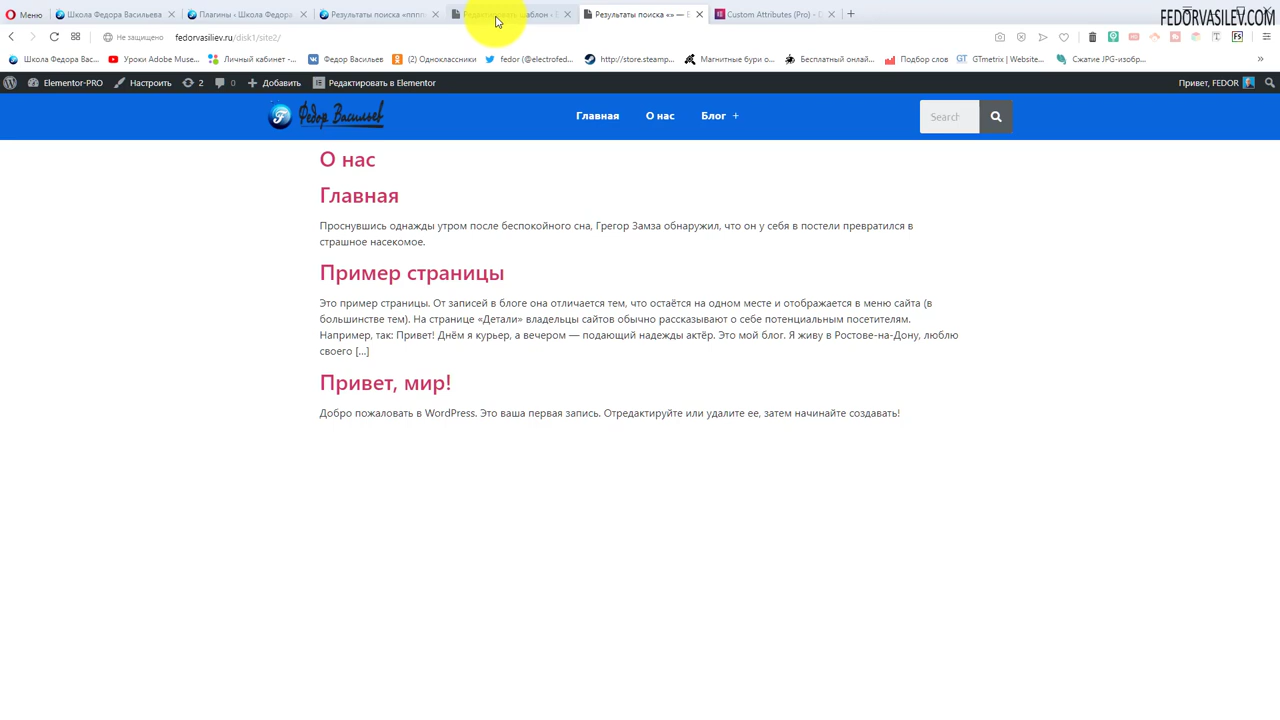 FEDORVASILEV.COM
Меню
Школа Федора Васильева
Плагины ‹ Школа Федора
Результаты поиска «пппп
Результаты поиска «» — E
Custom Attributes (Pro) - D
Не защищено
fedorvasiliev.ru/disk1/site2/
Школа Федора Вас...
Уроки Adobe Muse...
Личный кабинет -...
Федор Васильев
(2) Одноклассники
fedor (@electrofed...
http://store.steamp...
Магнитные бури о...
Бесплатный онлай...
Подбор слов
GTmetrix | Website...
Сжатие JPG-изобр...
Elementor-PRO
Настроить
2
0
Добавить
Редактировать в Elementor
Привет, FEDOR
Федор Васильев
Главная
О нас
Блог +
Search
О нас
Главная
Проснувшись однажды утром после беспокойного сна, Грегор Замза обнаружил, что он у себя в постели превратился в
страшное насекомое.
Пример страницы
Это пример страницы. От записей в блоге она отличается тем, что остаётся на одном месте и отображается в меню сайта (в
большинстве тем). На странице «Детали» владельцы сайтов обычно рассказывают о себе потенциальным посетителям.
Например, так: Привет! Днём я курьер, а вечером — подающий надежды актёр. Это мой блог. Я живу в Ростове-на-Дону, люблю
своего [...]
Привет, мир!
Добро пожаловать в WordPress. Это ваша первая запись. Отредактируйте или удалите ее, затем начинайте создавать!